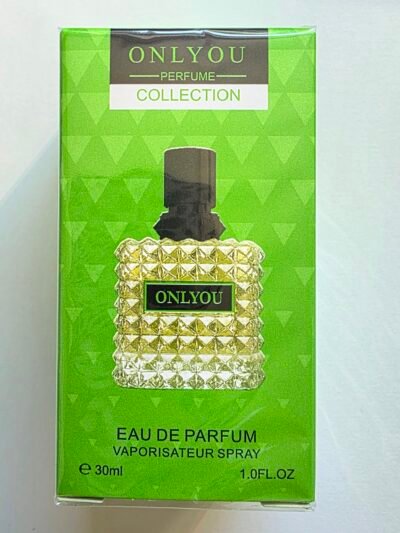 ONLYOU
PERFUME
COLLECTION
ONLYOU
EAU DE PARFUM
VAPORISATEUR SPRAY
℮ 30ml 1.0FL.OZ